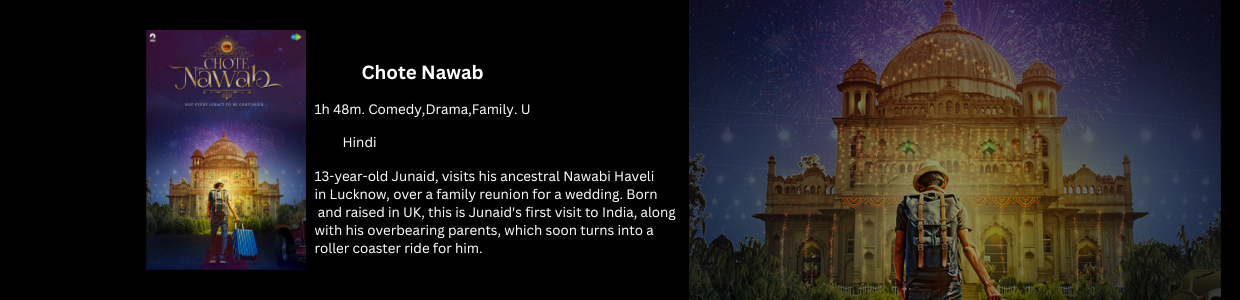 CHOTE
Nawab
NOT EVERY LEGACY TO BE CONTINUED
Chote Nawab
1h 48m. Comedy,Drama,Family. U
Hindi
13-year-old Junaid, visits his ancestral Nawabi Haveli
in Lucknow, over a family reunion for a wedding. Born
and raised in UK, this is Junaid's first visit to India, along
with his overbearing parents, which soon turns into a
roller coaster ride for him.